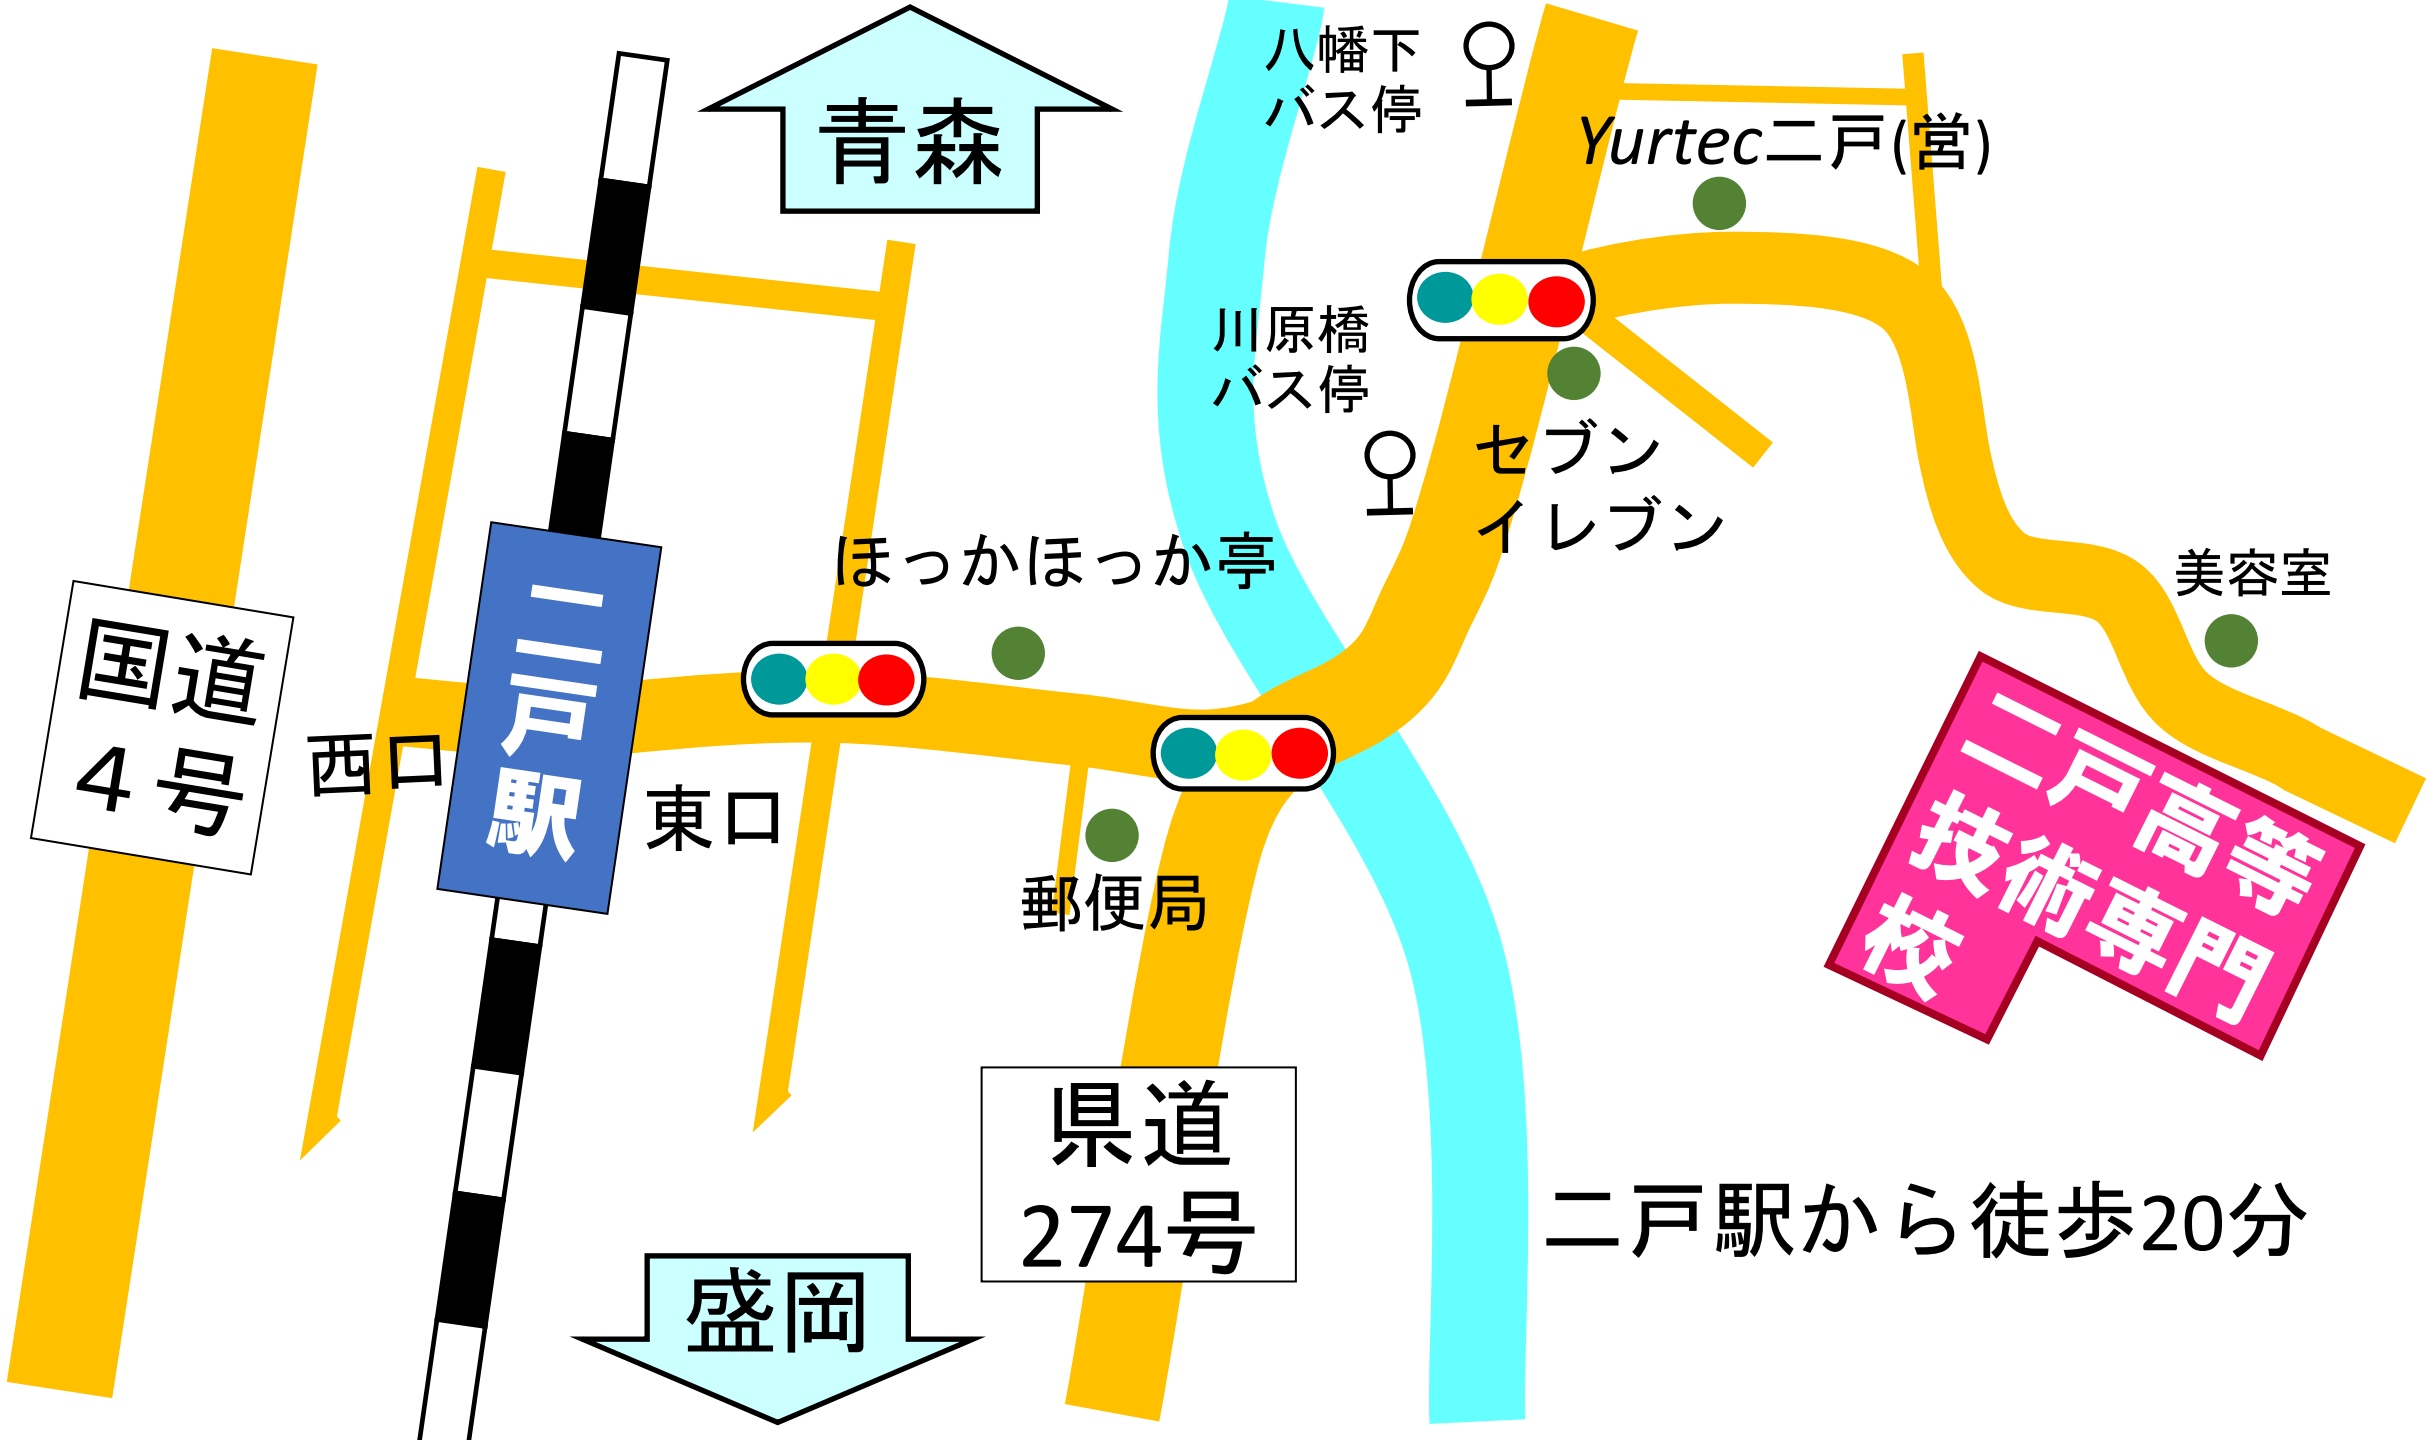 青森
八幡下
バス停
Yurtec二戸(営)
川原橋
バス停
セブン
イレブン
ほっかほっか亭
美容室
国道
４号
二戸駅
西口
東口
二戸高等
技術専門
校
郵便局
県道
274号
二戸駅から徒歩20分
盛岡